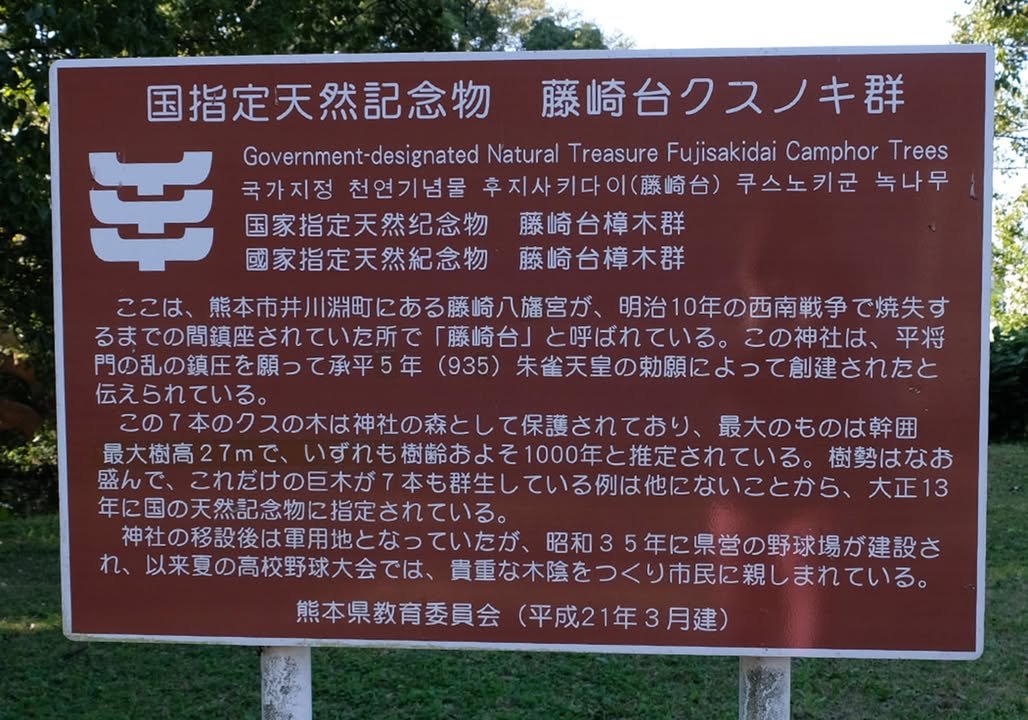 国指定天然記念物　藤崎台クスノキ群
Government-designated Natural Treasure Fujisakidai Camphor Trees
국가지정 천연기념물 후지사키다이(藤崎台) 쿠스노키군 녹나무
国家指定天然纪念物　藤崎台樟木群
國家指定天然紀念物　藤崎台樟木群
ここは、熊本市井川淵町にある藤崎八旛宮が、明治10年の西南戦争で焼失す
るまでの間鎮座されていた所で「藤崎台」と呼ばれている。この神社は、平将
門の乱の鎮圧を願って承平５年（935）朱雀天皇の勅願によって創建されたと
伝えられている。
この７本のクスの木は神社の森として保護されており、最大のものは幹囲
最大樹高２７ｍで、いずれも樹齢およそ1000年と推定されている。樹勢はなお
盛んで、これだけの巨木が７本も群生している例は他にないことから、大正13
年に国の天然記念物に指定されている。
神社の移設後は軍用地となっていたが、昭和３５年に県営の野球場が建設さ
れ、以来夏の高校野球大会では、貴重な木陰をつくり市民に親しまれている。
熊本県教育委員会（平成21年３月建）